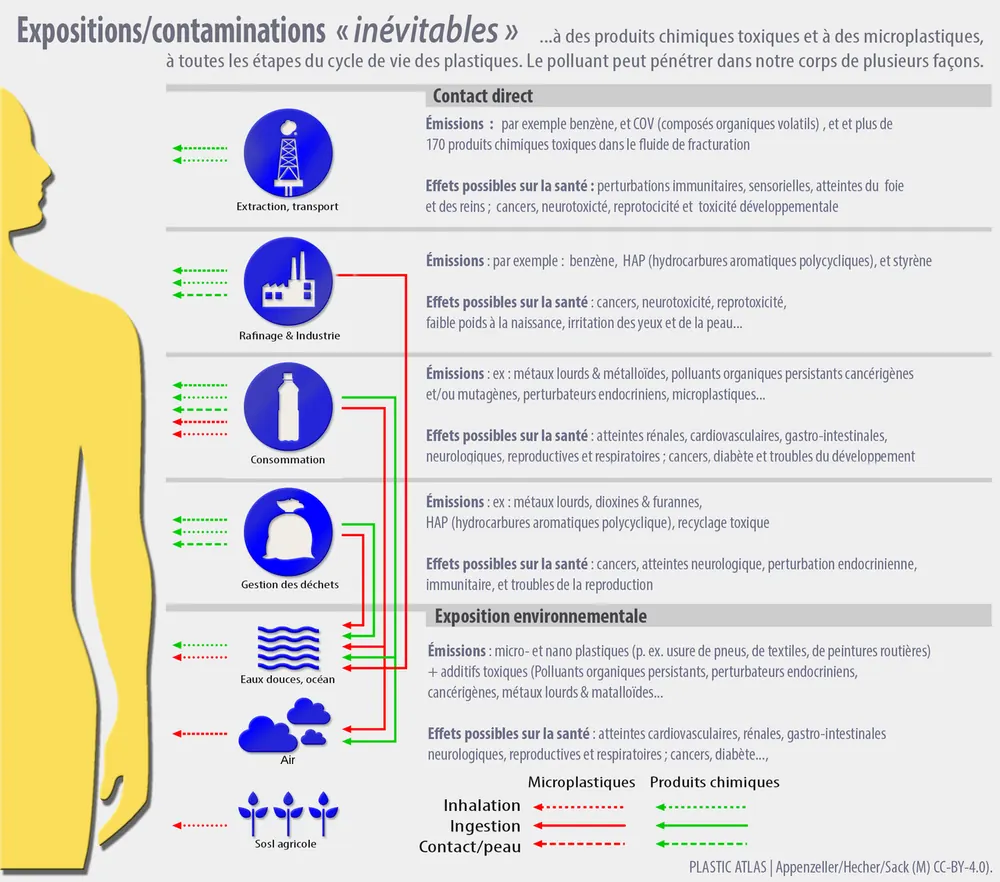 Expositions/contaminations « inévitables » ...à des produits chimiques toxiques et à des microplastiques,
à toutes les étapes du cycle de vie des plastiques. Le polluant peut pénétrer dans notre corps de plusieurs façons.
Contact direct
Émissions : par exemple benzène, et COV (composés organiques volatils) , et et plus de
170 produits chimiques toxiques dans le fluide de fracturation
Effets possibles sur la santé : perturbations immunitaires, sensorielles, atteintes du foie
et des reins ; cancers, neurotoxicté, reprotocicité et toxicité développementale
Extraction, transport
Émissions : par exemple : benzène, HAP (hydrocarbures aromatiques polycycliques), et styrène
Effets possibles sur la santé : cancers, neurotoxicité, reprotoxicité,
faible poids à la naissance, irritation des yeux et de la peau...
Rafinage & Industrie
Émissions : ex : métaux lourds & métalloïdes, polluants organiques persistants cancérigènes
et/ou mutagènes, perturbateurs endocriniens, microplastiques...
Effets possibles sur la santé : atteintes rénales, cardiovasculaires, gastro-intestinales,
neurologiques, reproductives et respiratoires ; cancers, diabète et troubles du développement
Consommation
Émissions : ex : métaux lourds, dioxines & furannes,
HAP (hydrocarbures aromatiques polycyclique), recyclage toxique
Effets possibles sur la santé : cancers, atteintes neurologique, perturbation endocrinienne,
immunitaire, et troubles de la reproduction
Gestion des déchets
Exposition environnementale
Émissions : micro- et nano plastiques (p. ex. usure de pneus, de textiles, de peintures routières)
+ additifs toxiques (Polluants organiques persistants, perturbateurs endocriniens,
cancérigènes, métaux lourds & matalloïdes...
Eaux douces, océan
Effets possibles sur la santé : atteintes cardiovasculaires, rénales, gastro-intestinales
neurologiques, reproductives et respiratoires ; cancers, diabète...,
Air
Microplastiques Produits chimiques
Inhalation
Ingestion
Contact/peau
Sosl agricole
PLASTIC ATLAS | Appenzeller/Hecher/Sack (M) CC-BY-4.0).